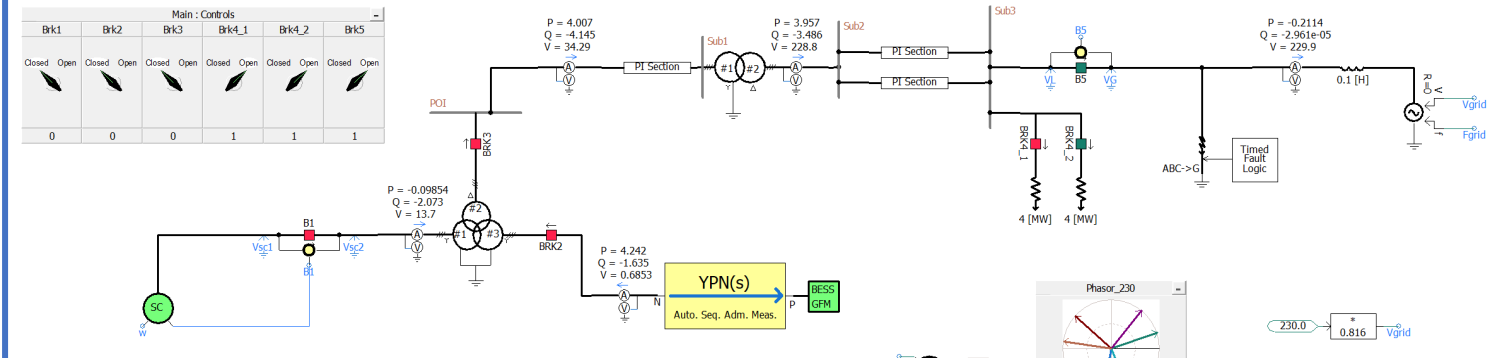 Main : Controls
Brk1 Brk2 Brk3 Brk4_1 Brk4_2 Brk5
Closed Open Closed Open Closed Open Closed Open Closed Open Closed Open
0 0 0 1 1 1
P = 4.007
Q = -4.145
V = 34.29
A
V
PI Section
Sub1
#1 #2
P = 3.957
Q = -3.486
V = 228.8
A
V
Sub2
PI Section
PI Section
Sub3
B5
VL
B5
VG
P = -0.2114
Q = -2.961e-05
V = 229.9
A
V
0.1 [H]
R=0
V
f
Vgrid
Fgrid
ABC->G
Timed
Fault
Logic
BRK4_1
BRK4_2
4 [MW] 4 [MW]
POI
BRK3
P = -0.09854
Q = -2.073
V = 13.7
A
V
#2
#1 #3
BRK2
B1
Vsc1
Vsc2
B1
SC
w
P = 4.242
Q = -1.635
V = 0.6853
A
V
N
YPN(s)
Auto. Seq. Adm. Meas.
P
BESS
GFM
Phasor_230
230.0
*
0.816
Vgrid